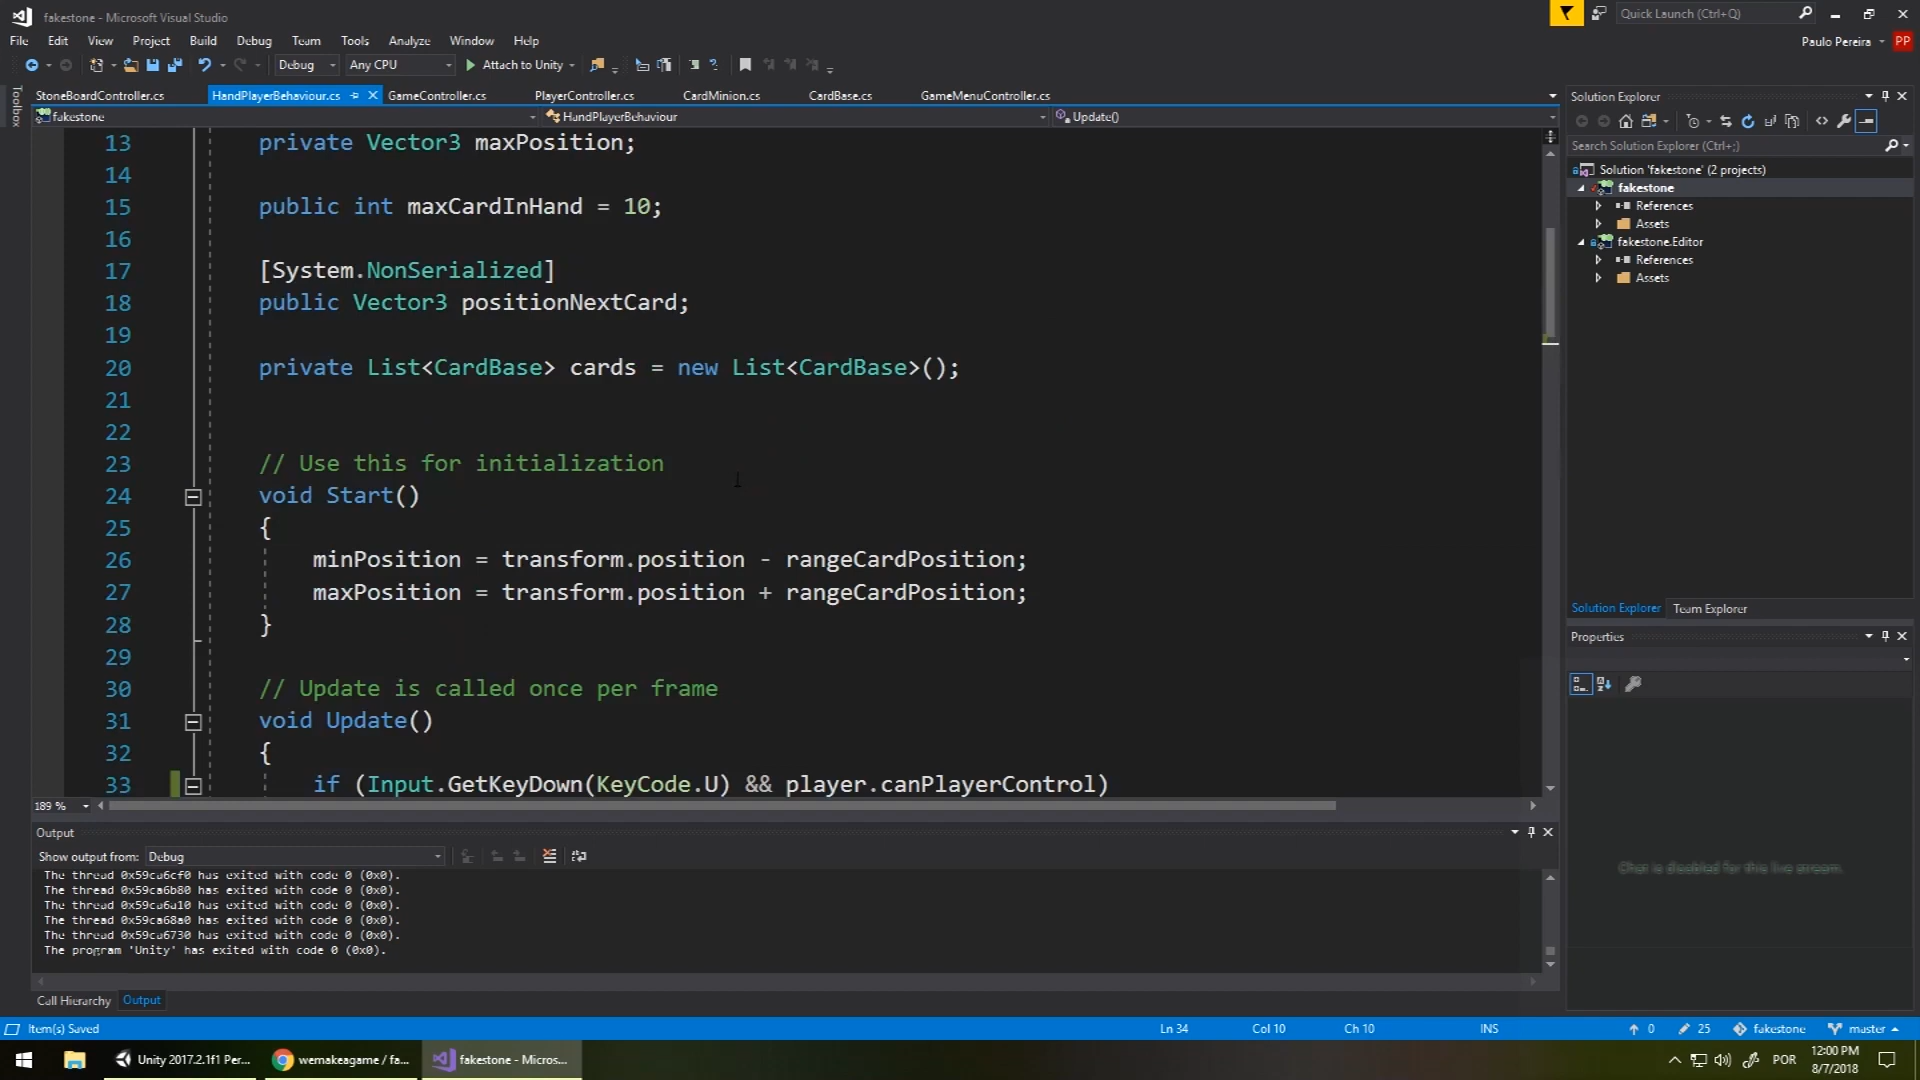 fakestone - Microsoft Visual Studio
Quick Launch (Ctrl+Q)
File Edit View Project Build Debug Team Tools Analyze Window Help
Paulo Pereira PP
Debug Any CPU Attach to Unity
Toolbox
StoneBoardController.cs HandPlayerBehaviour.cs GameController.cs PlayerController.cs CardMinion.cs CardBase.cs GameMenuController.cs
fakestone HandPlayerBehaviour Update()
13 private Vector3 maxPosition;
14
15 public int maxCardInHand = 10;
16
17 [System.NonSerialized]
18 public Vector3 positionNextCard;
19
20 private List<CardBase> cards = new List<CardBase>();
21
22
23 // Use this for initialization
24 void Start()
25 {
26 minPosition = transform.position - rangeCardPosition;
27 maxPosition = transform.position + rangeCardPosition;
28 }
29
30 // Update is called once per frame
31 void Update()
32 {
33 if (Input.GetKeyDown(KeyCode.U) && player.canPlayerControl)
189 %
Output
Show output from: Debug
The thread 0x59ca6cf0 has exited with code 0 (0x0).
The thread 0x59ca6b80 has exited with code 0 (0x0).
The thread 0x59ca6a10 has exited with code 0 (0x0).
The thread 0x59ca68a0 has exited with code 0 (0x0).
The thread 0x59ca6730 has exited with code 0 (0x0).
The program 'Unity' has exited with code 0 (0x0).
Call Hierarchy Output
Solution Explorer
Search Solution Explorer (Ctrl+;)
Solution 'fakestone' (2 projects)
fakestone
References
Assets
fakestone.Editor
References
Assets
Solution Explorer Team Explorer
Properties
Chat is disabled for this live stream.
Item(s) Saved Ln 34 Col 10 Ch 10 INS 0 25 fakestone master
Unity 2017.2.1f1 Per... wemakeagame / fa... fakestone - Micros... POR 12:00 PM
8/7/2018